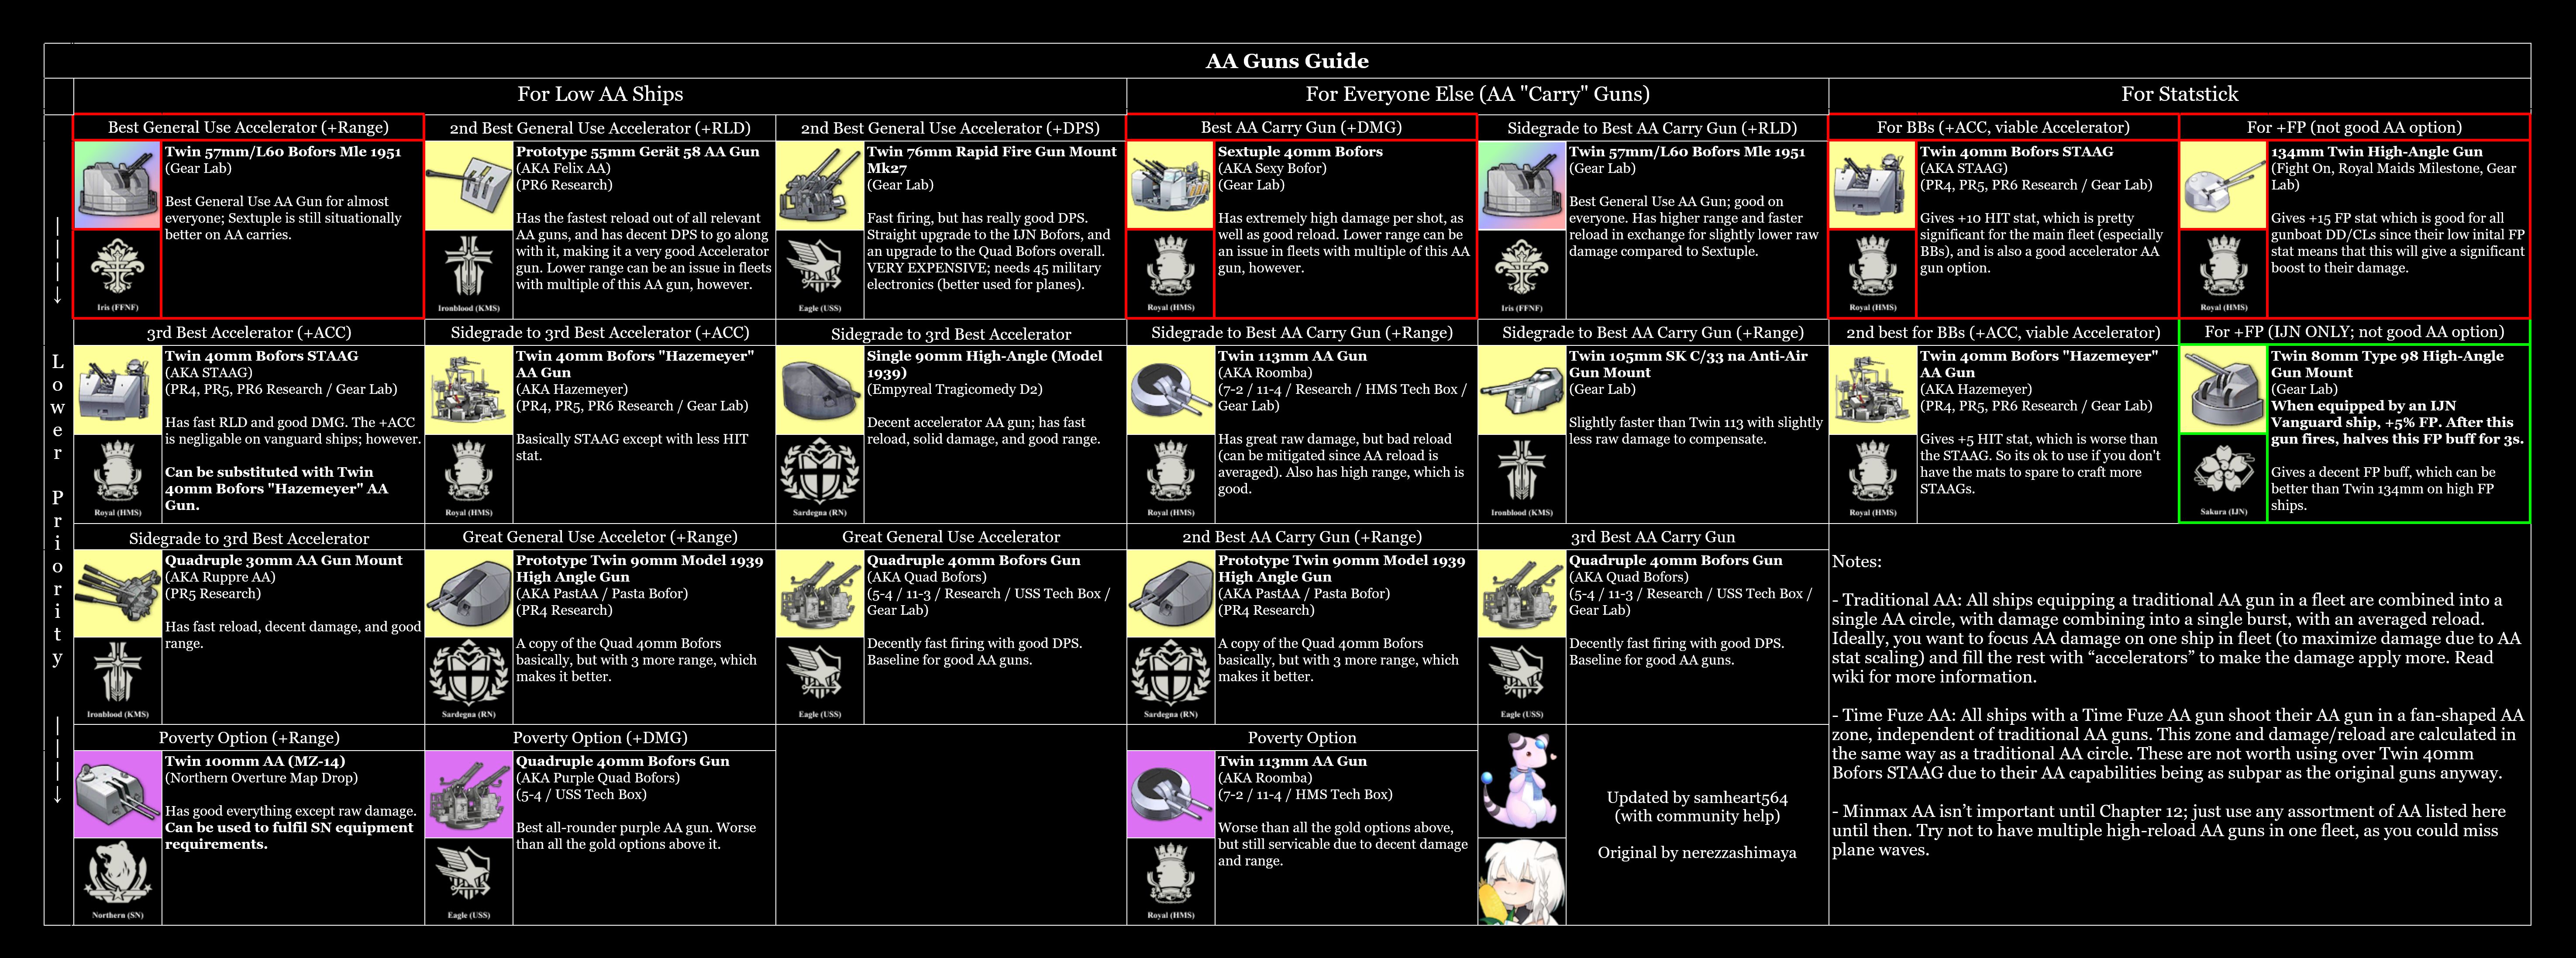 AA Guns Guide
For Low AA Ships
For Everyone Else (AA "Carry" Guns)
For Statstick
Lower Priority
Best General Use Accelerator (+Range)
Twin 57mm/L60 Bofors Mle 1951
(Gear Lab)
Best General Use AA Gun for almost
everyone; Sextuple is still situationally
better on AA carries.
Iris (FFNF)
2nd Best General Use Accelerator (+RLD)
Prototype 55mm Gerät 58 AA Gun
(AKA Felix AA)
(PR6 Research)
Has the fastest reload out of all relevant
AA guns, and has decent DPS to go along
with it, making it a very good Accelerator
gun. Lower range can be an issue in fleets
with multiple of this AA gun, however.
Ironblood (KMS)
2nd Best General Use Accelerator (+DPS)
Twin 76mm Rapid Fire Gun Mount
Mk27
(Gear Lab)
Fast firing, but has really good DPS.
Straight upgrade to the IJN Bofors, and
an upgrade to the Quad Bofors overall.
VERY EXPENSIVE; needs 45 military
electronics (better used for planes).
Eagle (USS)
Best AA Carry Gun (+DMG)
Sextuple 40mm Bofors
(AKA Sexy Bofor)
(Gear Lab)
Has extremely high damage per shot, as
well as good reload. Lower range can be
an issue in fleets with multiple of this AA
gun, however.
Royal (HMS)
Sidegrade to Best AA Carry Gun (+RLD)
Twin 57mm/L60 Bofors Mle 1951
(Gear Lab)
Best General Use AA Gun; good on
everyone. Has higher range and faster
reload in exchange for slightly lower raw
damage compared to Sextuple.
Iris (FFNF)
For BBs (+ACC, viable Accelerator)
Twin 40mm Bofors STAAG
(AKA STAAG)
(PR4, PR5, PR6 Research / Gear Lab)
Gives +10 HIT stat, which is pretty
significant for the main fleet (especially
BBs), and is also a good accelerator AA
gun option.
Royal (HMS)
For +FP (not good AA option)
134mm Twin High-Angle Gun
(Fight On, Royal Maids Milestone, Gear
Lab)
Gives +15 FP stat which is good for all
gunboat DD/CLs since their low inital FP
stat means that this will give a significant
boost to their damage.
Royal (HMS)
3rd Best Accelerator (+ACC)
Twin 40mm Bofors STAAG
(AKA STAAG)
(PR4, PR5, PR6 Research / Gear Lab)
Has fast RLD and good DMG. The +ACC
is negligable on vanguard ships; however.
Can be substituted with Twin
40mm Bofors "Hazemeyer" AA
Gun.
Royal (HMS)
Sidegrade to 3rd Best Accelerator (+ACC)
Twin 40mm Bofors "Hazemeyer"
AA Gun
(AKA Hazemeyer)
(PR4, PR5, PR6 Research / Gear Lab)
Basically STAAG except with less HIT
stat.
Royal (HMS)
Sidegrade to 3rd Best Accelerator
Single 90mm High-Angle (Model
1939)
(Empyreal Tragicomedy D2)
Decent accelerator AA gun; has fast
reload, solid damage, and good range.
Sardegna (RN)
Sidegrade to Best AA Carry Gun (+Range)
Twin 113mm AA Gun
(AKA Roomba)
(7-2 / 11-4 / Research / HMS Tech Box /
Gear Lab)
Has great raw damage, but bad reload
(can be mitigated since AA reload is
averaged). Also has high range, which is
good.
Royal (HMS)
Sidegrade to Best AA Carry Gun (+Range)
Twin 105mm SK C/33 na Anti-Air
Gun Mount
(Gear Lab)
Slightly faster than Twin 113 with slightly
less raw damage to compensate.
Ironblood (KMS)
2nd best for BBs (+ACC, viable Accelerator)
Twin 40mm Bofors "Hazemeyer"
AA Gun
(AKA Hazemeyer)
(PR4, PR5, PR6 Research / Gear Lab)
Gives +5 HIT stat, which is worse than
the STAAG. So its ok to use if you don't
have the mats to spare to craft more
STAAGs.
Royal (HMS)
For +FP (IJN ONLY; not good AA option)
Twin 80mm Type 98 High-Angle
Gun Mount
(Gear Lab)
When equipped by an IJN
Vanguard ship, +5% FP. After this
gun fires, halves this FP buff for 3s.
Gives a decent FP buff, which can be
better than Twin 134mm on high FP
ships.
Sakura (IJN)
Sidegrade to 3rd Best Accelerator
Quadruple 30mm AA Gun Mount
(AKA Ruppre AA)
(PR5 Research)
Has fast reload, decent damage, and good
range.
Ironblood (KMS)
Great General Use Acceletor (+Range)
Prototype Twin 90mm Model 1939
High Angle Gun
(AKA PastAA / Pasta Bofor)
(PR4 Research)
A copy of the Quad 40mm Bofors
basically, but with 3 more range, which
makes it better.
Sardegna (RN)
Great General Use Accelerator
Quadruple 40mm Bofors Gun
(AKA Quad Bofors)
(5-4 / 11-3 / Research / USS Tech Box /
Gear Lab)
Decently fast firing with good DPS.
Baseline for good AA guns.
Eagle (USS)
2nd Best AA Carry Gun (+Range)
Prototype Twin 90mm Model 1939
High Angle Gun
(AKA PastAA / Pasta Bofor)
(PR4 Research)
A copy of the Quad 40mm Bofors
basically, but with 3 more range, which
makes it better.
Sardegna (RN)
3rd Best AA Carry Gun
Quadruple 40mm Bofors Gun
(AKA Quad Bofors)
(5-4 / 11-3 / Research / USS Tech Box /
Gear Lab)
Decently fast firing with good DPS.
Baseline for good AA guns.
Eagle (USS)
Notes:
- Traditional AA: All ships equipping a traditional AA gun in a fleet are combined into a
single AA circle, with damage combining into a single burst, with an averaged reload.
Ideally, you want to focus AA damage on one ship in fleet (to maximize damage due to AA
stat scaling) and fill the rest with “accelerators” to make the damage apply more. Read
wiki for more information.
- Time Fuze AA: All ships with a Time Fuze AA gun shoot their AA gun in a fan-shaped AA
zone, independent of traditional AA guns. This zone and damage/reload are calculated in
the same way as a traditional AA circle. These are not worth using over Twin 40mm
Bofors STAAG due to their AA capabilities being as subpar as the original guns anyway.
- Minmax AA isn’t important until Chapter 12; just use any assortment of AA listed here
until then. Try not to have multiple high-reload AA guns in one fleet, as you could miss
plane waves.
Poverty Option (+Range)
Twin 100mm AA (MZ-14)
(Northern Overture Map Drop)
Has good everything except raw damage.
Can be used to fulfil SN equipment
requirements.
Northern (SN)
Poverty Option (+DMG)
Quadruple 40mm Bofors Gun
(AKA Purple Quad Bofors)
(5-4 / USS Tech Box)
Best all-rounder purple AA gun. Worse
than all the gold options above it.
Eagle (USS)
Poverty Option
Twin 113mm AA Gun
(AKA Roomba)
(7-2 / 11-4 / HMS Tech Box)
Worse than all the gold options above,
but still servicable due to decent damage
and range.
Royal (HMS)
Updated by samheart564
(with community help)
Original by nerezzashimaya